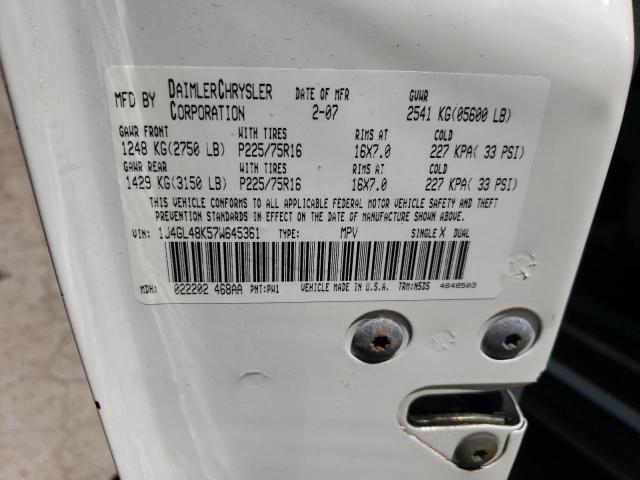 MFD BY DAIMLERCHRYSLER CORPORATION DATE OF MFR 2-07 GVWR 2541 KG(05600 LB)
GAWR FRONT WITH TIRES RIMS AT COLD
1248 KG(2750 LB) P225/75R16 16X7.0 227 KPA( 33 PSI)
GAWR REAR WITH TIRES RIMS AT COLD
1429 KG(3150 LB) P225/75R16 16X7.0 227 KPA( 33 PSI)
THIS VEHICLE CONFORMS TO ALL APPLICABLE FEDERAL MOTOR VEHICLE SAFETY AND THEFT
PREVENTION STANDARDS IN EFFECT ON THE DATE OF MANUFACTURE SHOWN ABOVE.
VIN: 1J4GL48K57W645361 TYPE: MPV SINGLE X DUAL
MDH: 022202 468AA PNT:PW1 VEHICLE MADE IN U.S.A. TRM:N5D5 4648503